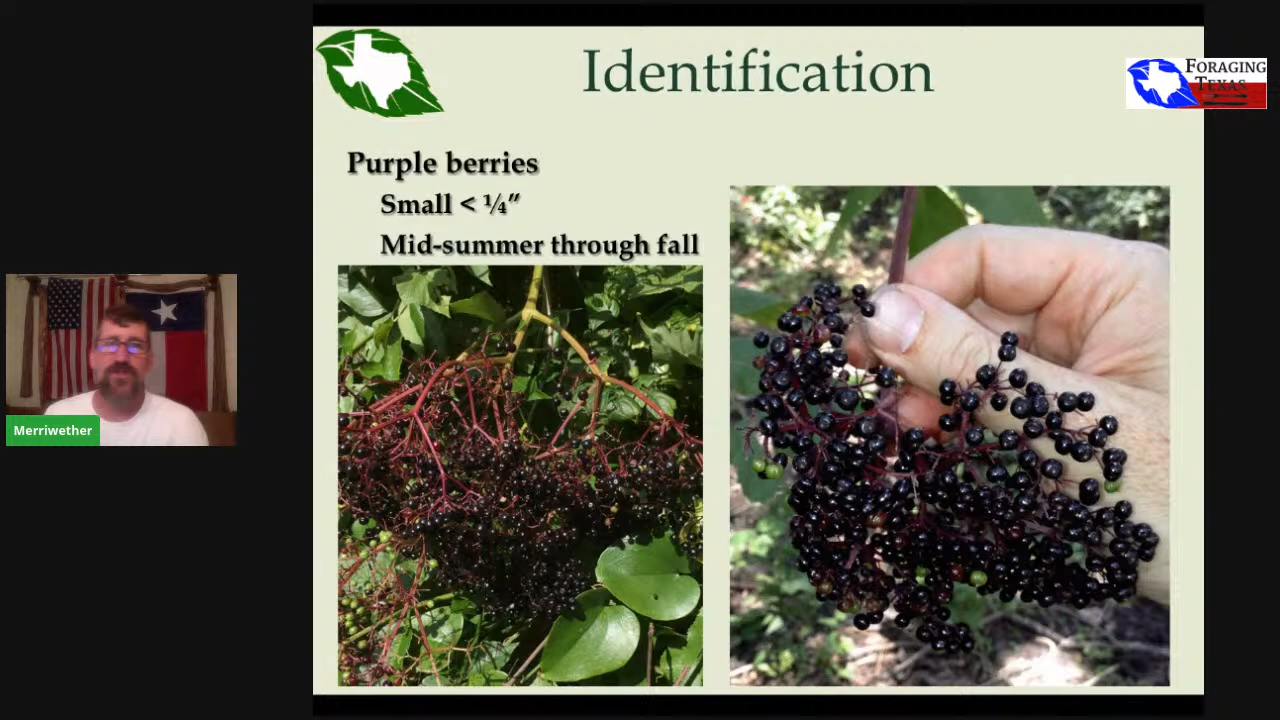 Identification
FORAGING
TEXAS
Purple berries
Small < ¼”
Mid-summer through fall
Merriwether